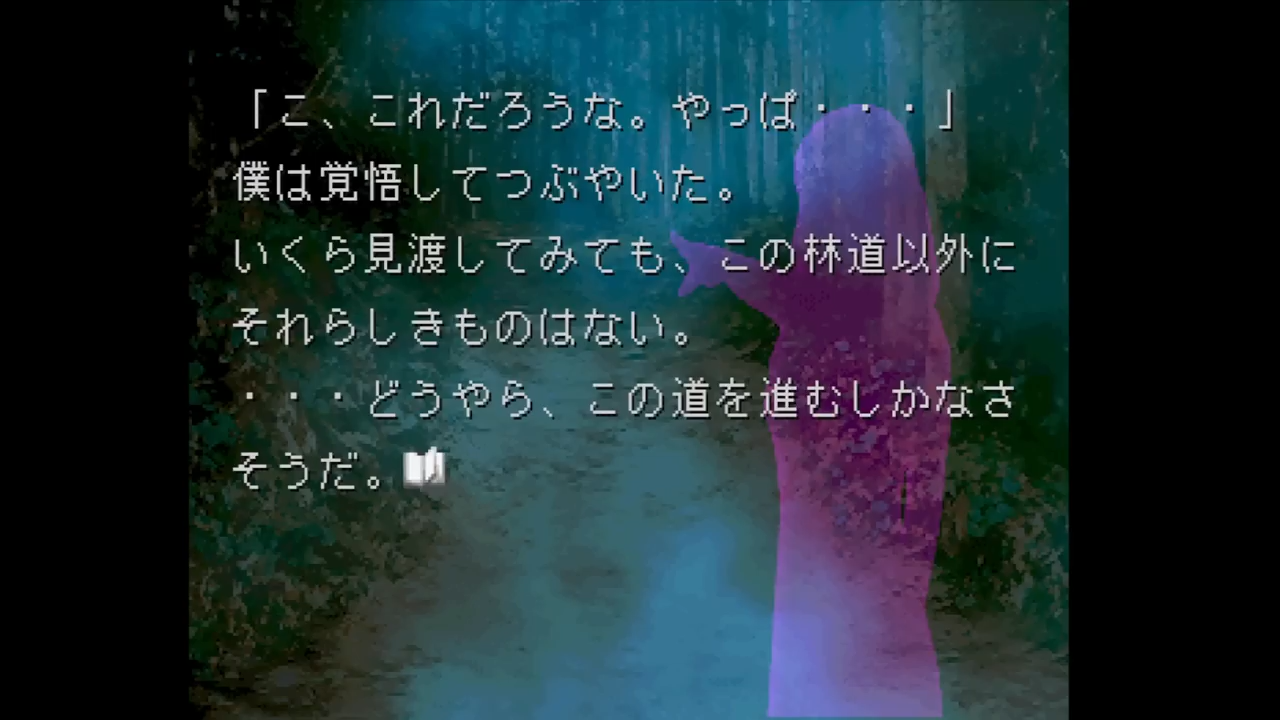 「こ、これだろうな。やっぱ・・・」
僕は覚悟してつぶやいた。
いくら見渡してみても、この林道以外に
それらしきものはない。
・・・どうやら、この道を進むしかなさ
そうだ。